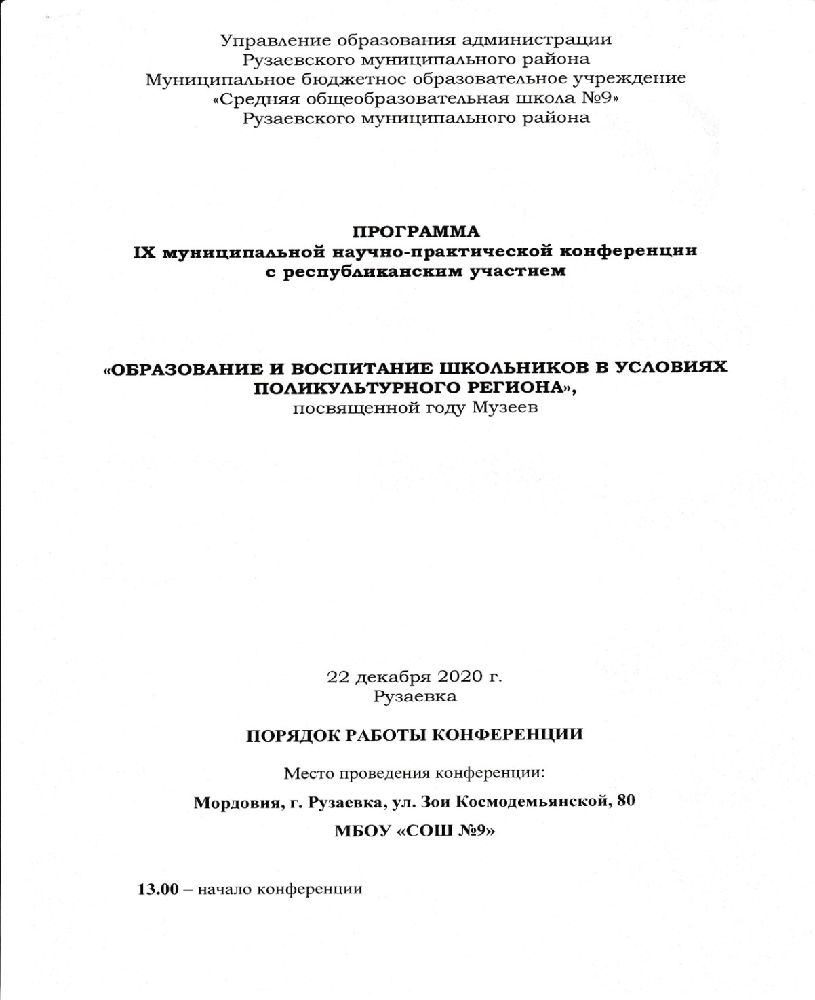 Управление образования администрации
Рузаевского муниципального района
Муниципальное бюджетное образовательное учреждение
«Средняя общеобразовательная школа №9»
Рузаевского муниципального района
ПРОГРАММА
IX муниципальной научно-практической конференции
с республиканским участием
«ОБРАЗОВАНИЕ И ВОСПИТАНИЕ ШКОЛЬНИКОВ В УСЛОВИЯХ
ПОЛИКУЛЬТУРНОГО РЕГИОНА»,
посвященной году Музеев
22 декабря 2020 г.
Рузаевка
ПОРЯДОК РАБОТЫ КОНФЕРЕНЦИИ
Место проведения конференции:
Мордовия, г. Рузаевка, ул. Зои Космодемьянской, 80
МБОУ «СОШ №9»
13.00 – начало конференции